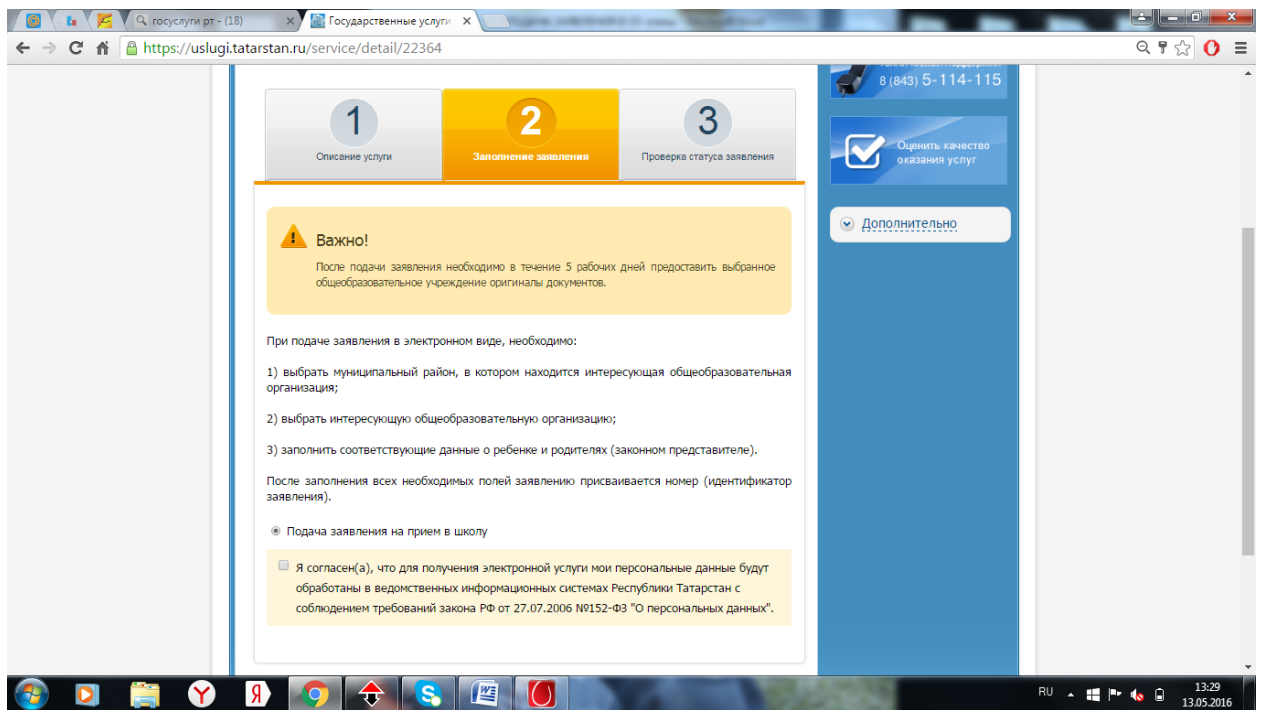 госуслуги рт - (18)
Государственные услуги
https://uslugi.tatarstan.ru/service/detail/22364
8 (843) 5-114-115
1
2
3
Описание услуги
Заполнение заявления
Проверка статуса заявления
Оценить качество
оказания услуг
Дополнительно
Важно!
После подачи заявления необходимо в течение 5 рабочих дней предоставить выбранное
общеобразовательное учреждение оригиналы документов.
При подаче заявления в электронном виде, необходимо:
1) выбрать муниципальный район, в котором находится интересующая общеобразовательная
организация;
2) выбрать интересующую общеобразовательную организацию;
3) заполнить соответствующие данные о ребенке и родителях (законном представителе).
После заполнения всех необходимых полей заявлению присваивается номер (идентификатор
заявления).
Подача заявления на прием в школу
Я согласен(а), что для получения электронной услуги мои персональные данные будут
обработаны в ведомственных информационных системах Республики Татарстан с
соблюдением требований закона РФ от 27.07.2006 №152-ФЗ "О персональных данных".
RU
13:29
13.05.2016